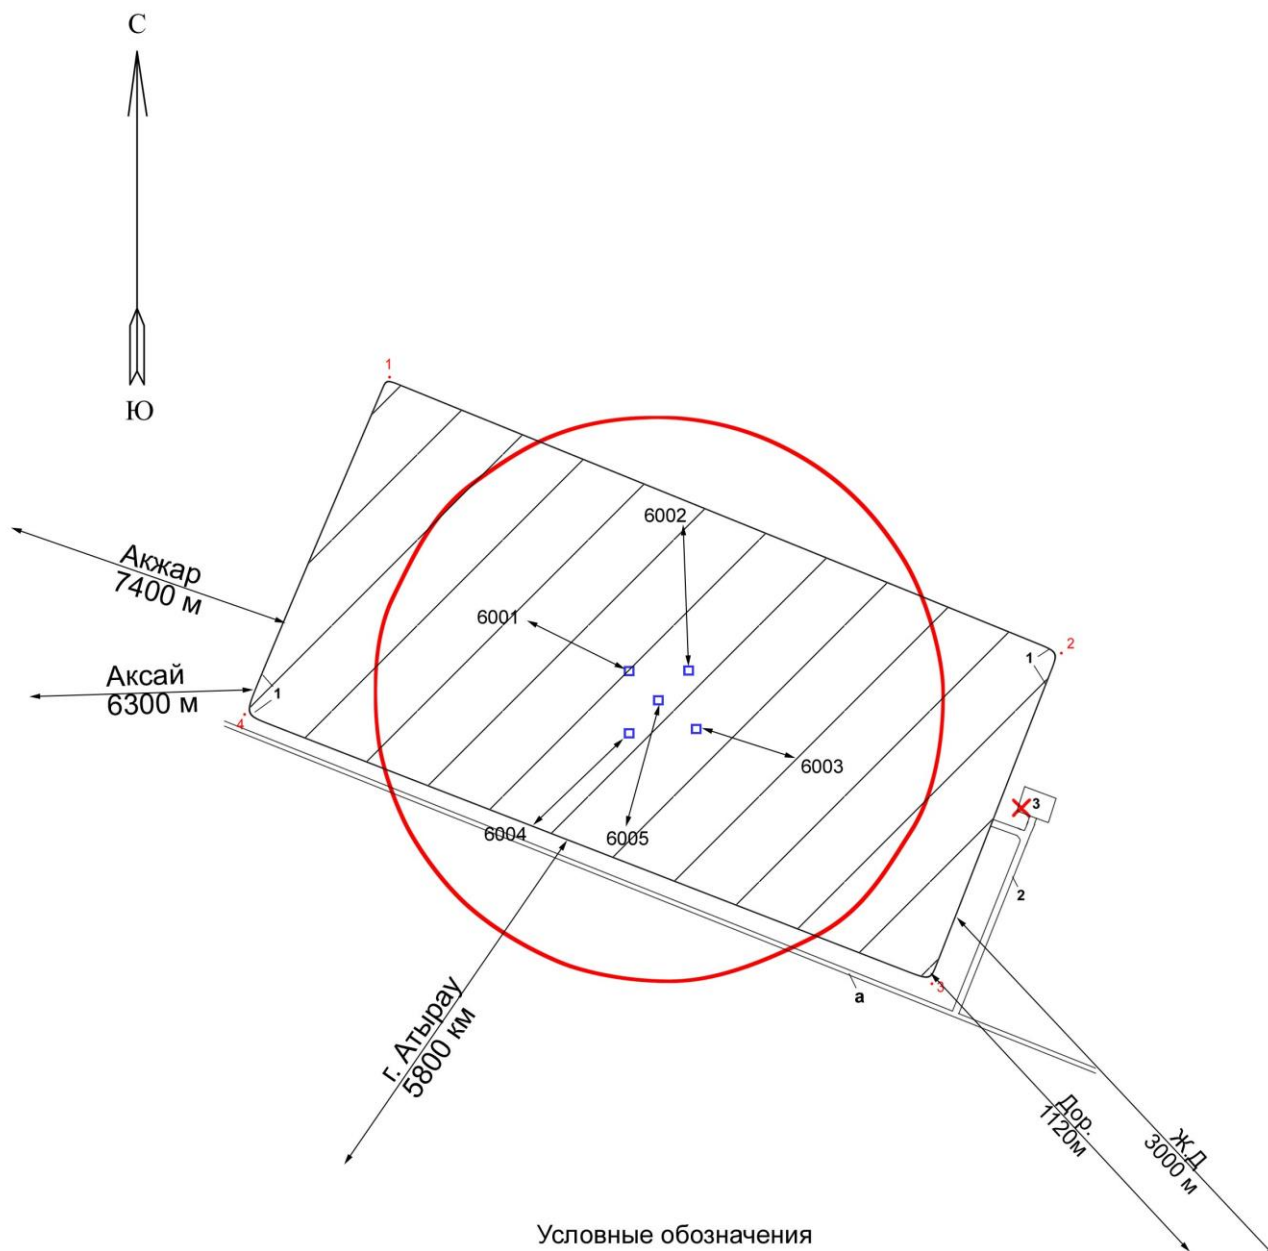 С
Ю
1
6002
Акжар
7400 м
6001
2
1
Аксай
6300 м
1
4
6003
3
6004
6005
2
г. Атырау
5800 км
а
3
Дор.
1120м
Ж.Д
3000 м
Условные обозначения